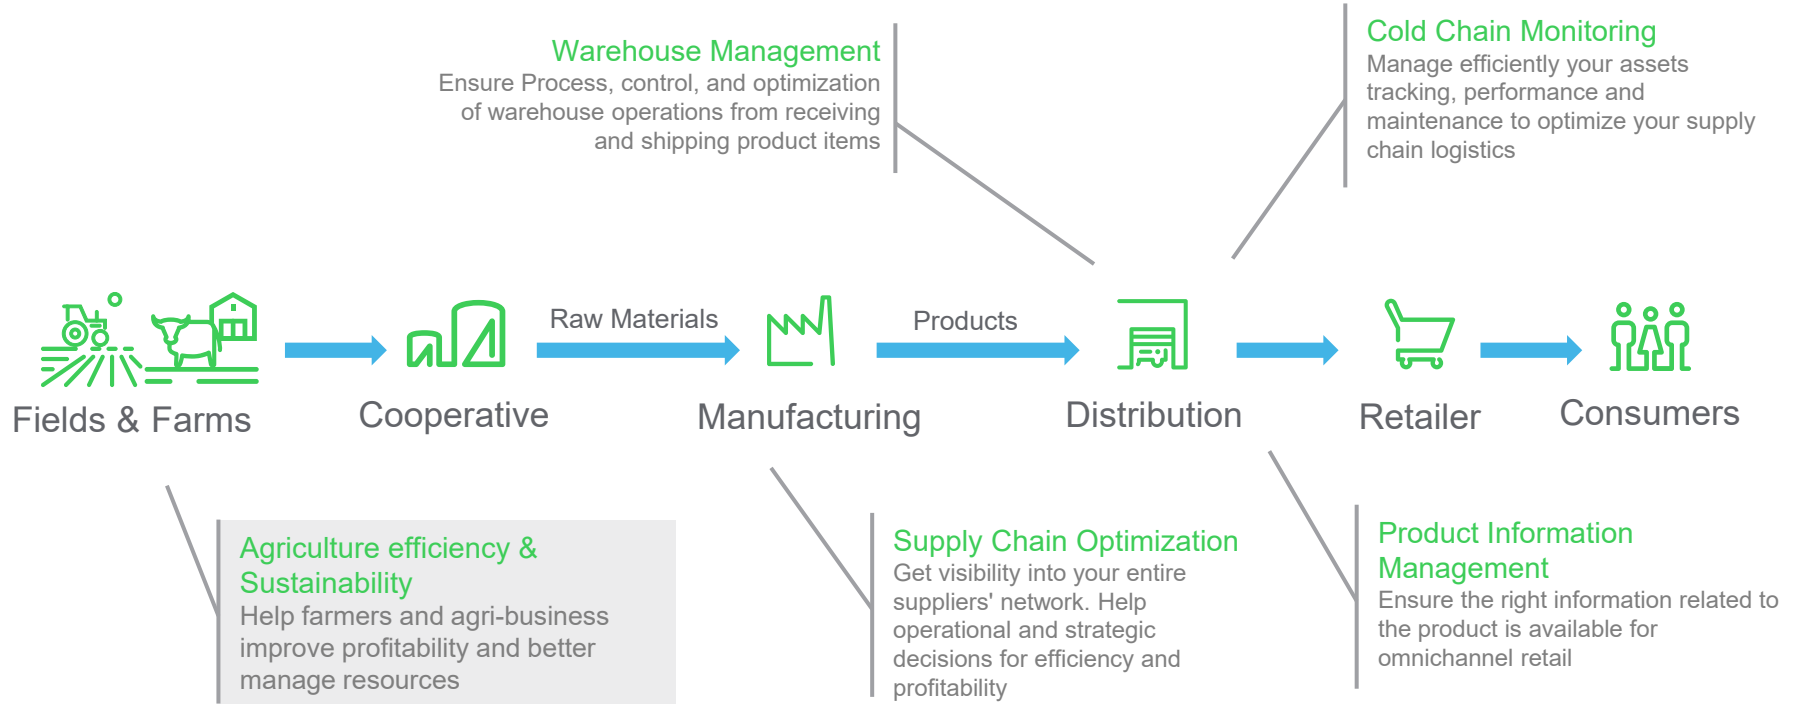 Warehouse Management
Ensure Process, control, and optimization
of warehouse operations from receiving
and shipping product items
Cold Chain Monitoring
Manage efficiently your assets
tracking, performance and
maintenance to optimize your supply
chain logistics
Raw Materials
Products
Fields & Farms
Cooperative
Manufacturing
Distribution
Retailer
Consumers
Agriculture efficiency &
Sustainability
Help farmers and agri-business
improve profitability and better
manage resources
Supply Chain Optimization
Get visibility into your entire
suppliers' network. Help
operational and strategic
decisions for efficiency and
profitability
Product Information
Management
Ensure the right information related to
the product is available for
omnichannel retail